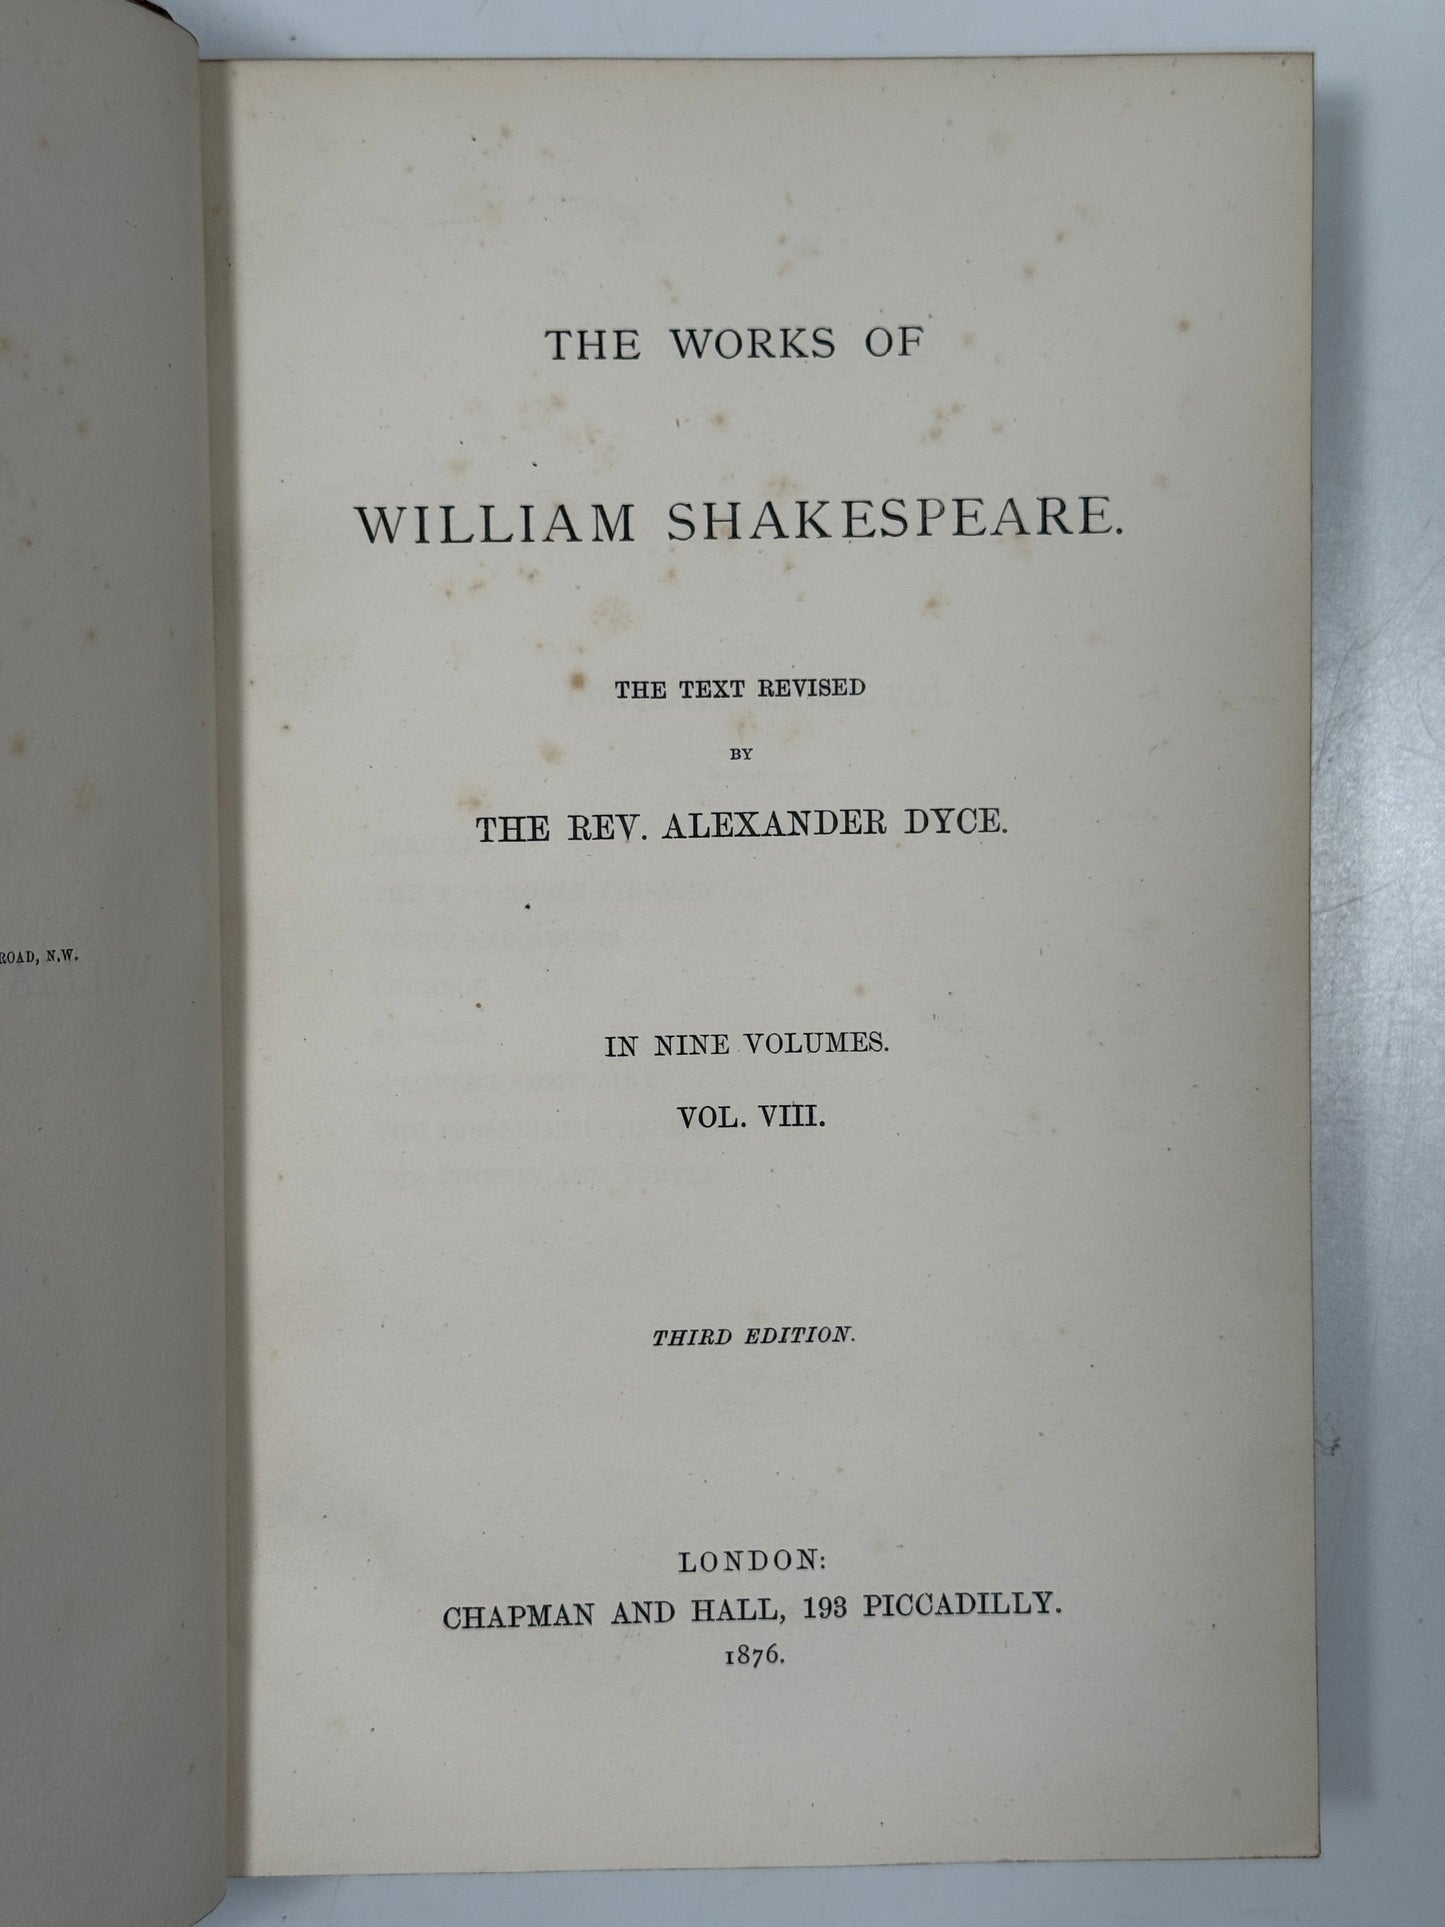 ROAD, N.W.
THE WORKS OF
WILLIAM SHAKESPEARE.
THE TEXT REVISED
BY
THE REV. ALEXANDER DYCE.
IN NINE VOLUMES.
VOL. VIII.
THIRD EDITION.
LONDON:
CHAPMAN AND HALL, 193 PICCADILLY.
1876.